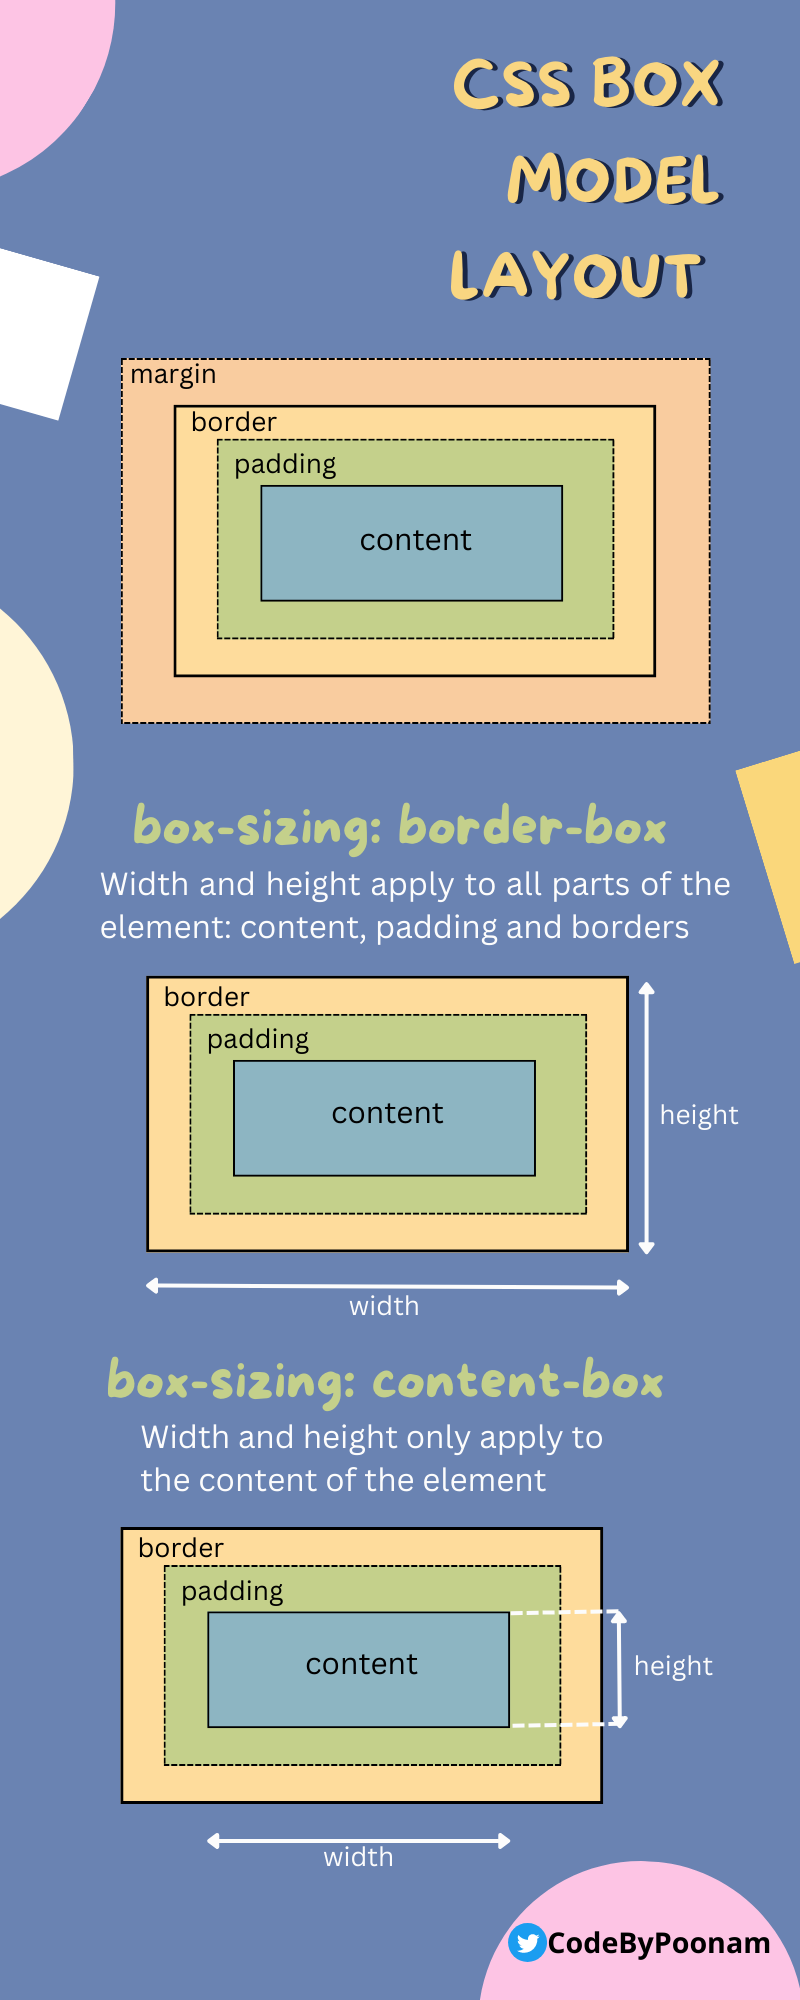 CSS BOX
MODEL
LAYOUT
margin
border
padding
content
box-sizing: border-box
Width and height apply to all parts of the
element: content, padding and borders
border
padding
content
height
width
box-sizing: content-box
Width and height only apply to
the content of the element
border
padding
content
height
width
CodeByPoonam